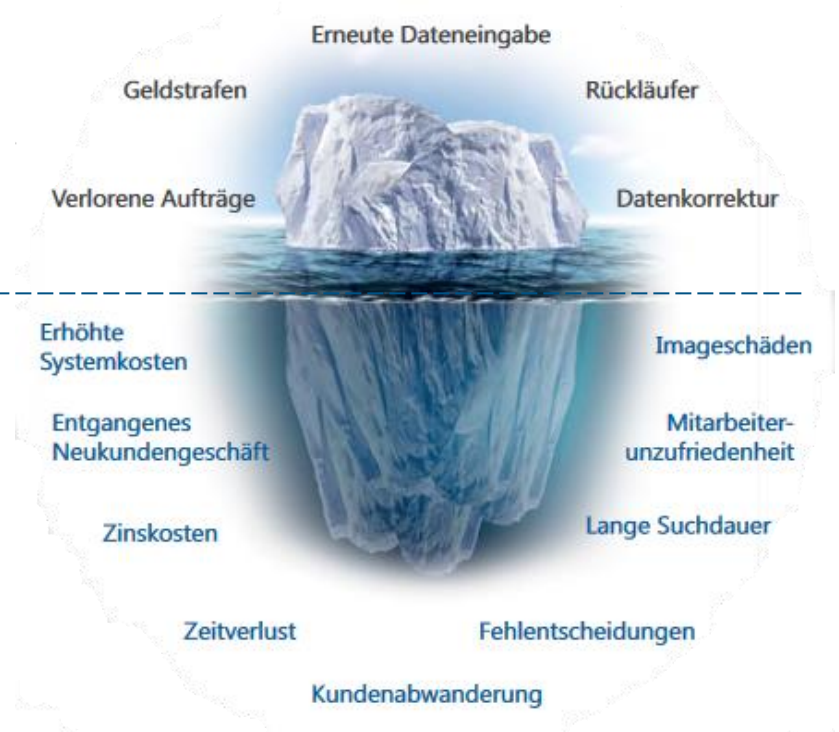 Erneute Dateneingabe
Geldstrafen
Rückläufer
Verlorene Aufträge
Datenkorrektur
Erhöhte
Systemkosten
Imageschäden
Entgangenes
Neukundengeschäft
Mitarbeiter-
unzufriedenheit
Zinskosten
Lange Suchdauer
Zeitverlust
Fehlentscheidungen
Kundenabwanderung